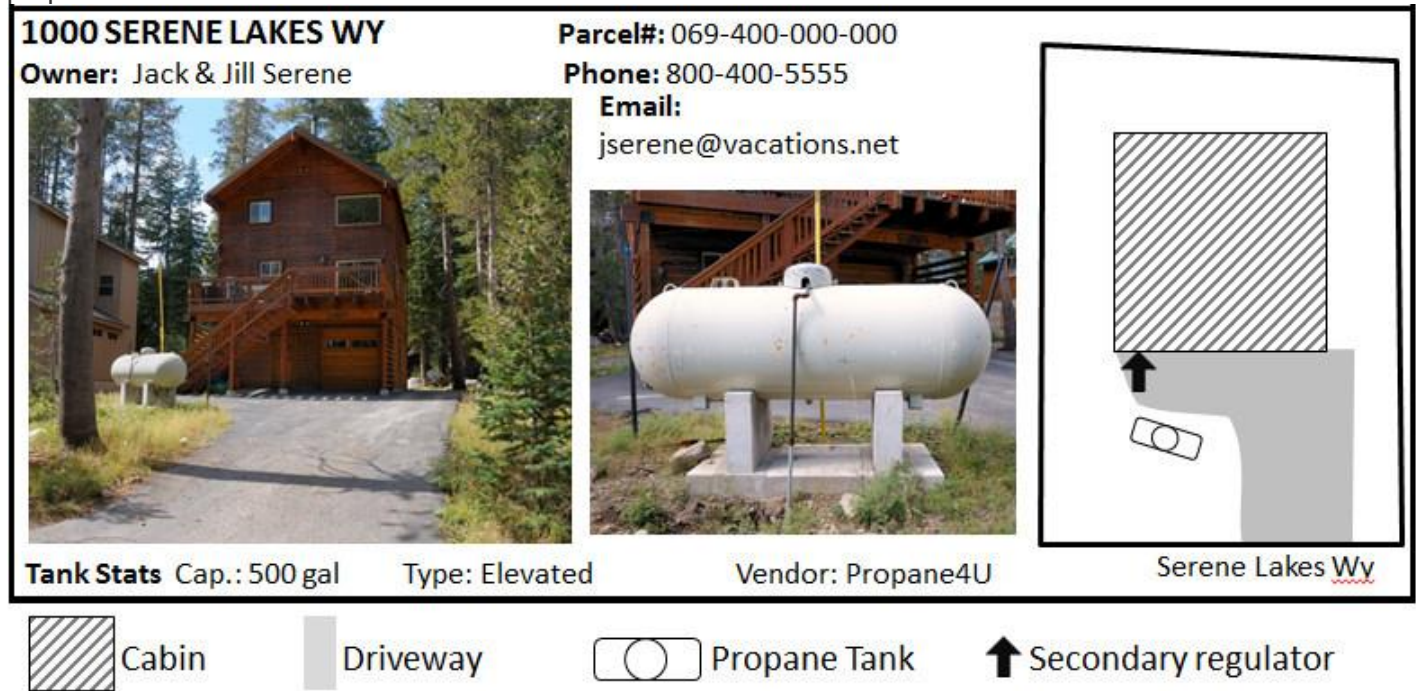 1000 SERENE LAKES WY
Parcel#: 069-400-000-000
Owner: Jack & Jill Serene
Phone: 800-400-5555
Email:
jserene@vacations.net
Tank Stats Cap.: 500 gal Type: Elevated Vendor: Propane4U
Serene Lakes Wy
Cabin
Driveway
Propane Tank
Secondary regulator